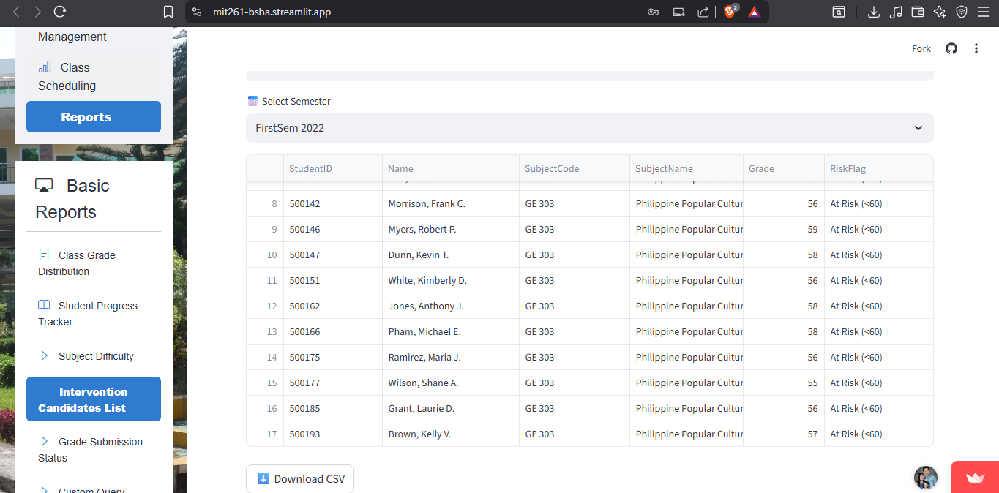 mit261-bsba.streamlit.app
2
Management
Class
Scheduling
Reports
Basic
Reports
Class Grade
Distribution
Student Progress
Tracker
Subject Difficulty
Intervention
Candidates List
Grade Submission
Status
Custom Query
Fork
Select Semester
FirstSem 2022
StudentID Name SubjectCode SubjectName Grade RiskFlag
8 500142 Morrison, Frank C. GE 303 Philippine Popular Cultur 56 At Risk (<60)
9 500146 Myers, Robert P. GE 303 Philippine Popular Cultur 59 At Risk (<60)
10 500147 Dunn, Kevin T. GE 303 Philippine Popular Cultur 58 At Risk (<60)
11 500151 White, Kimberly D. GE 303 Philippine Popular Cultur 56 At Risk (<60)
12 500162 Jones, Anthony J. GE 303 Philippine Popular Cultur 58 At Risk (<60)
13 500166 Pham, Michael E. GE 303 Philippine Popular Cultur 58 At Risk (<60)
14 500175 Ramirez, Maria J. GE 303 Philippine Popular Cultur 56 At Risk (<60)
15 500177 Wilson, Shane A. GE 303 Philippine Popular Cultur 55 At Risk (<60)
16 500185 Grant, Laurie D. GE 303 Philippine Popular Cultur 56 At Risk (<60)
17 500193 Brown, Kelly V. GE 303 Philippine Popular Cultur 57 At Risk (<60)
Download CSV